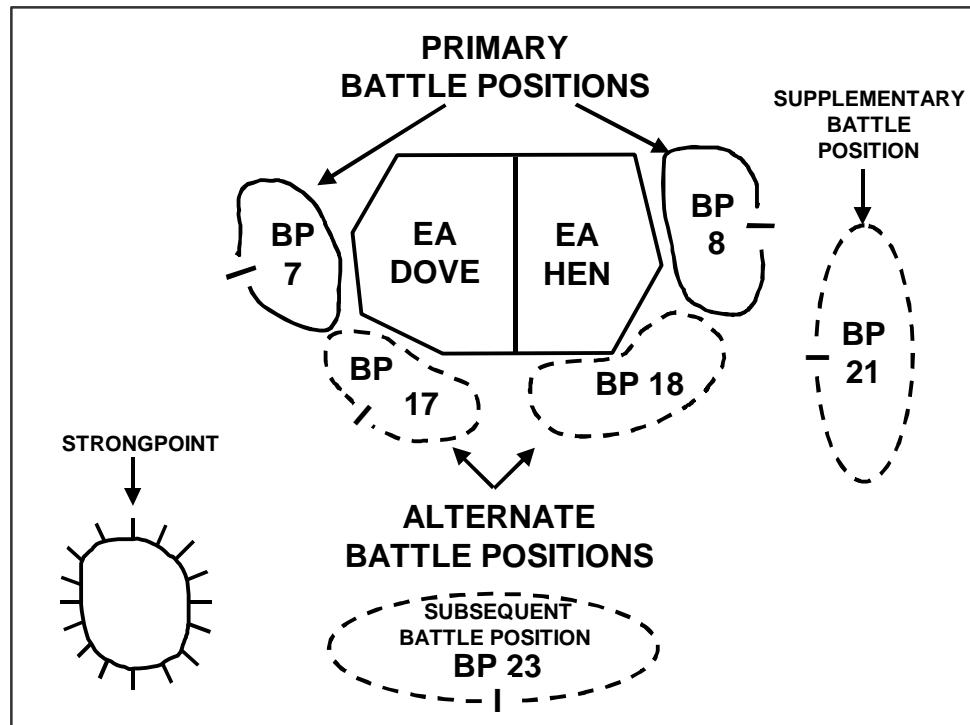 PRIMARY
BATTLE POSITIONS
SUPPLEMENTARY
BATTLE
POSITION
BP
7
EA
DOVE
EA
HEN
BP
8
BP
21
BP
17
BP 18
STRONGPOINT
ALTERNATE
BATTLE POSITIONS
SUBSEQUENT
BATTLE POSITION
BP 23